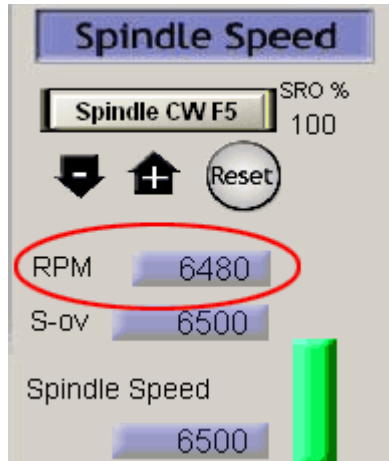 Spindle Speed
SRO %
Spindle CW F5
100
- + Reset
RPM 6480
S-ov 6500
Spindle Speed
6500